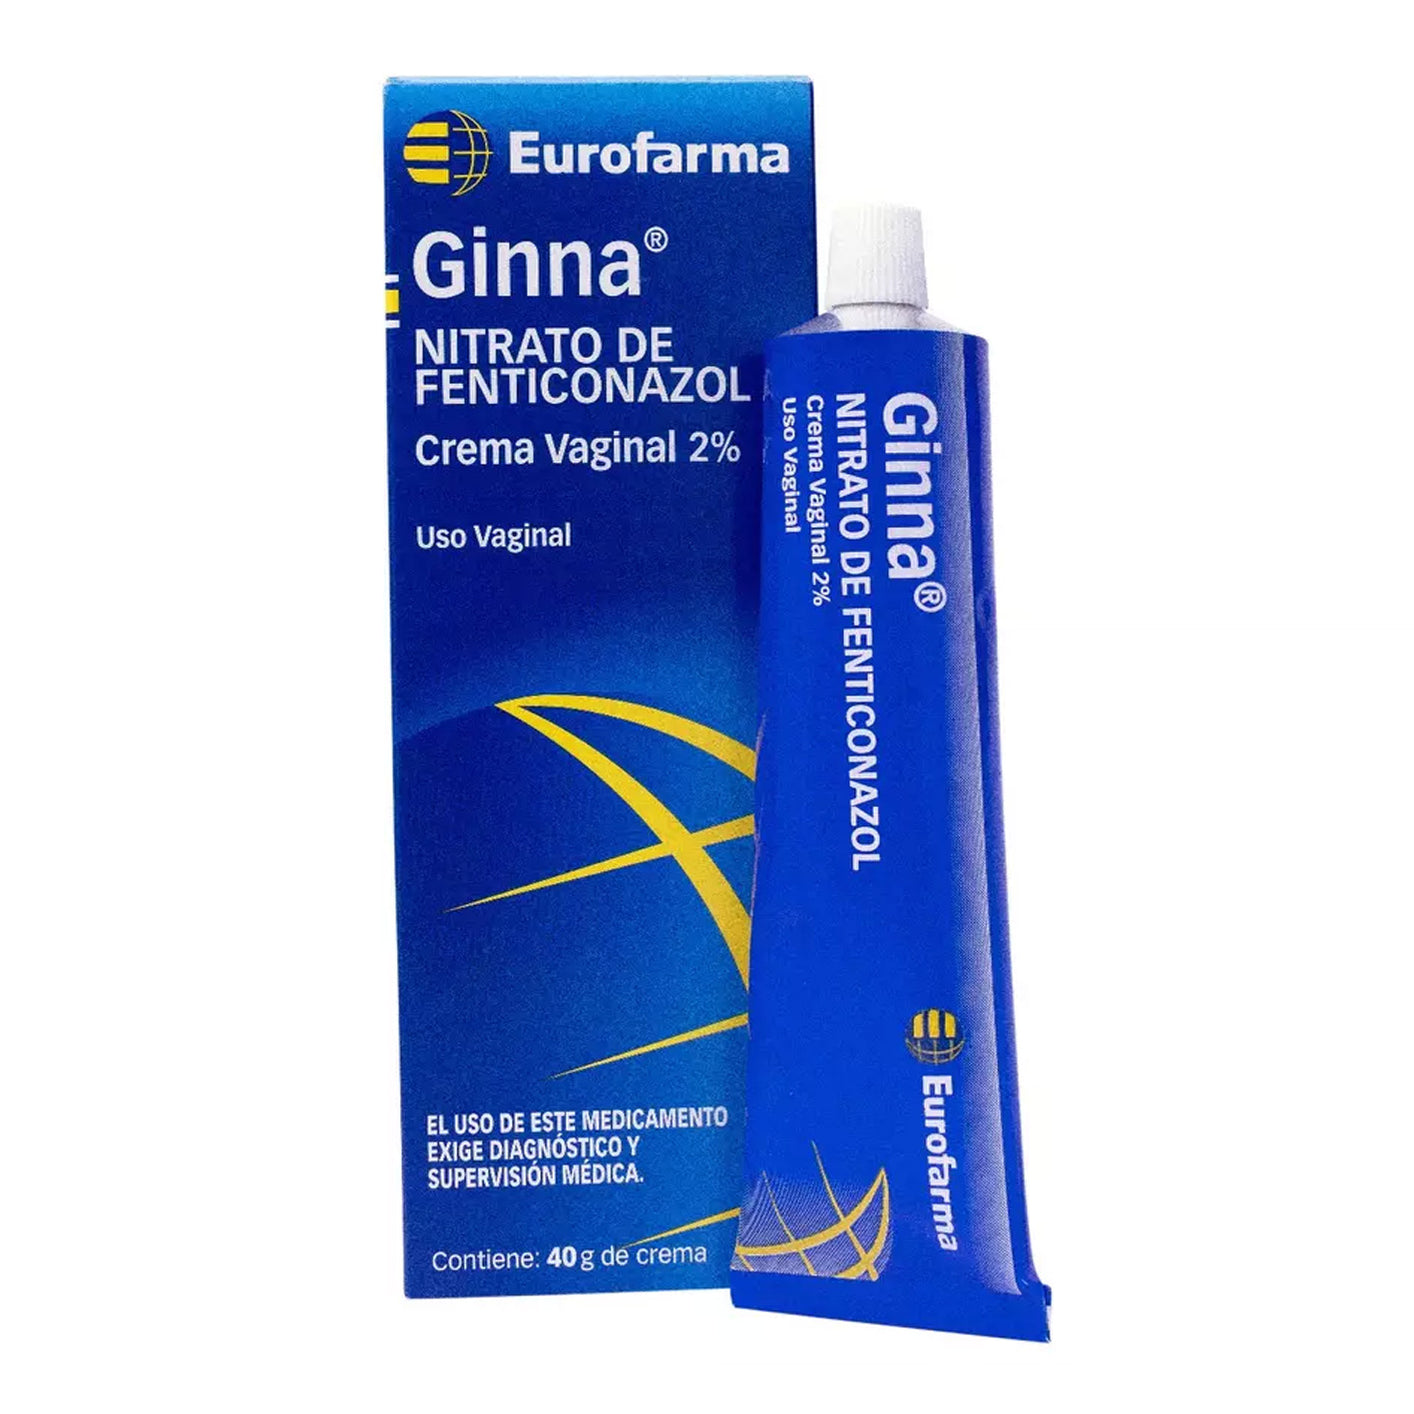 Eurofarma
Ginna®
NITRATO DE
FENTICONAZOL
Crema Vaginal 2%
Uso Vaginal
EL USO DE ESTE MEDICAMENTO
EXIGE DIAGNÓSTICO Y
SUPERVISIÓN MÉDICA.
Contiene: 40 g de crema
Ginna®
NITRATO DE FENTICONAZOL
Crema Vaginal 2%
Uso Vaginal
Eurofarma